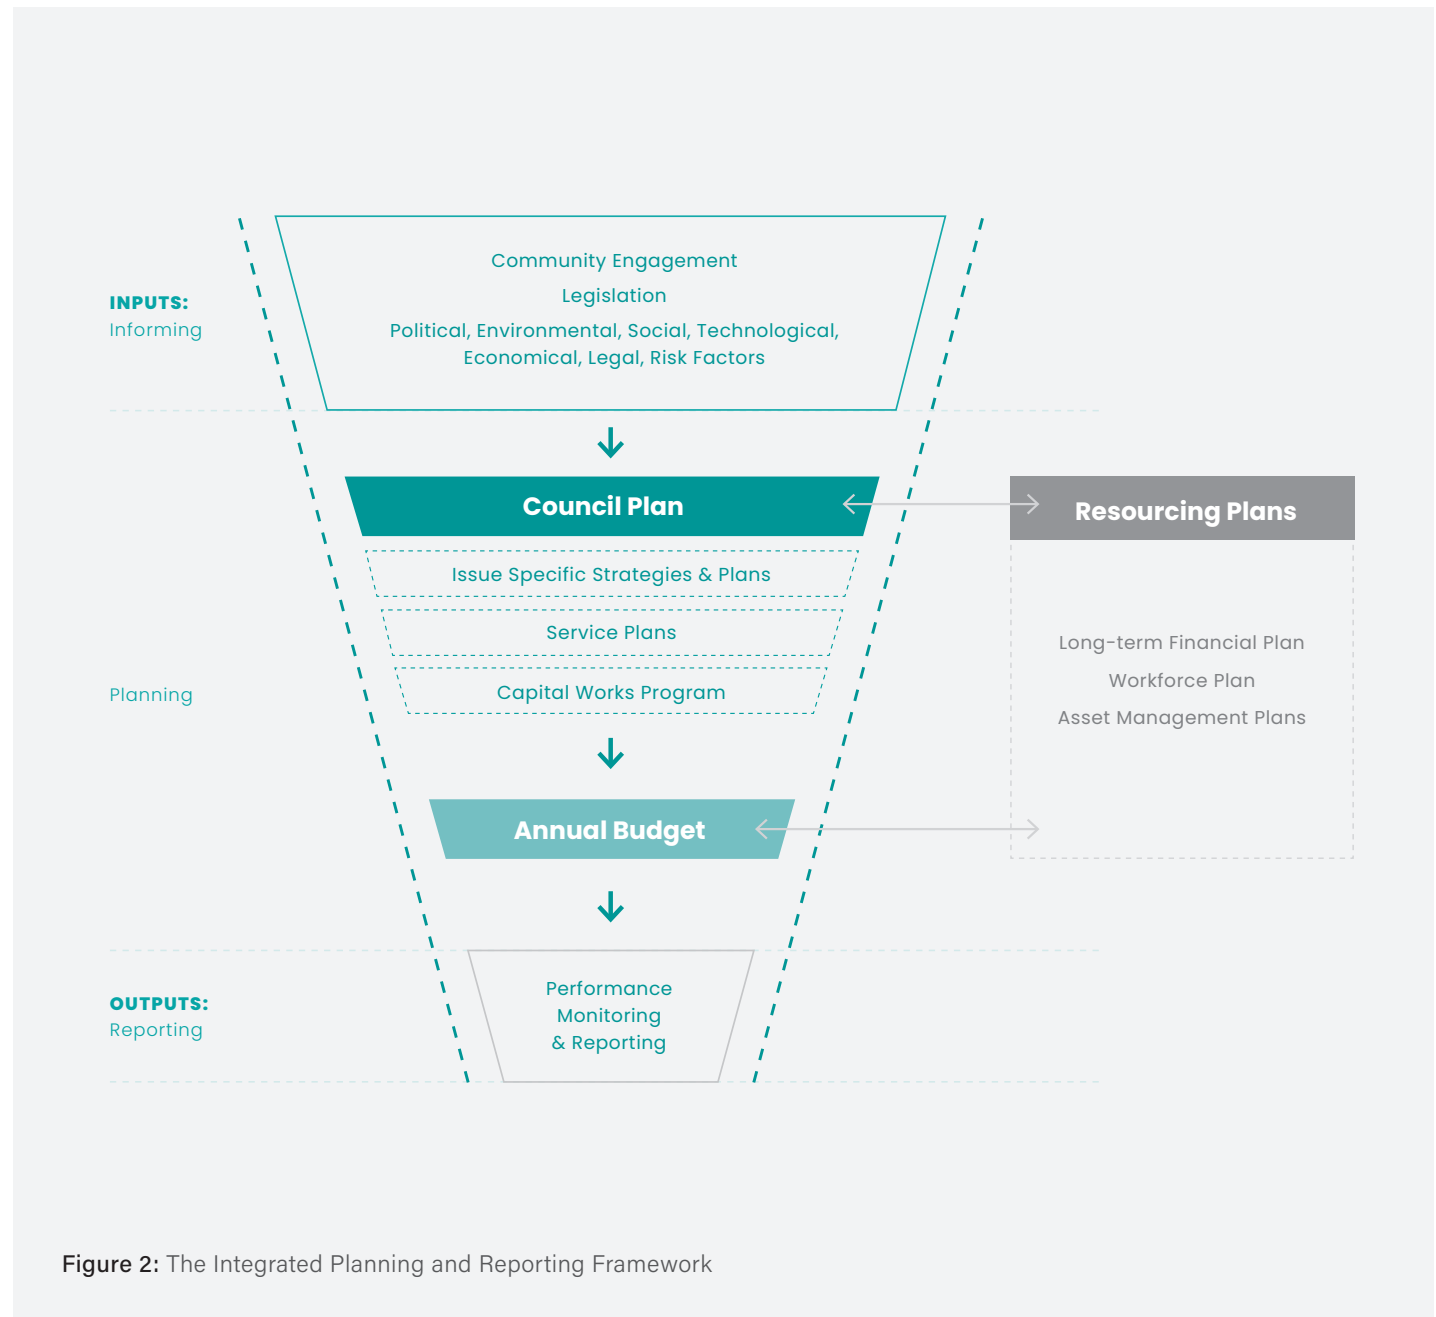 INPUTS:
Informing
Community Engagement
Legislation
Political, Environmental, Social, Technological,
Economical, Legal, Risk Factors
Council Plan
Resourcing Plans
Issue Specific Strategies & Plans
Service Plans
Capital Works Program
Planning
Long-term Financial Plan
Workforce Plan
Asset Management Plans
Annual Budget
OUTPUTS:
Reporting
Performance
Monitoring
& Reporting
Figure 2: The Integrated Planning and Reporting Framework